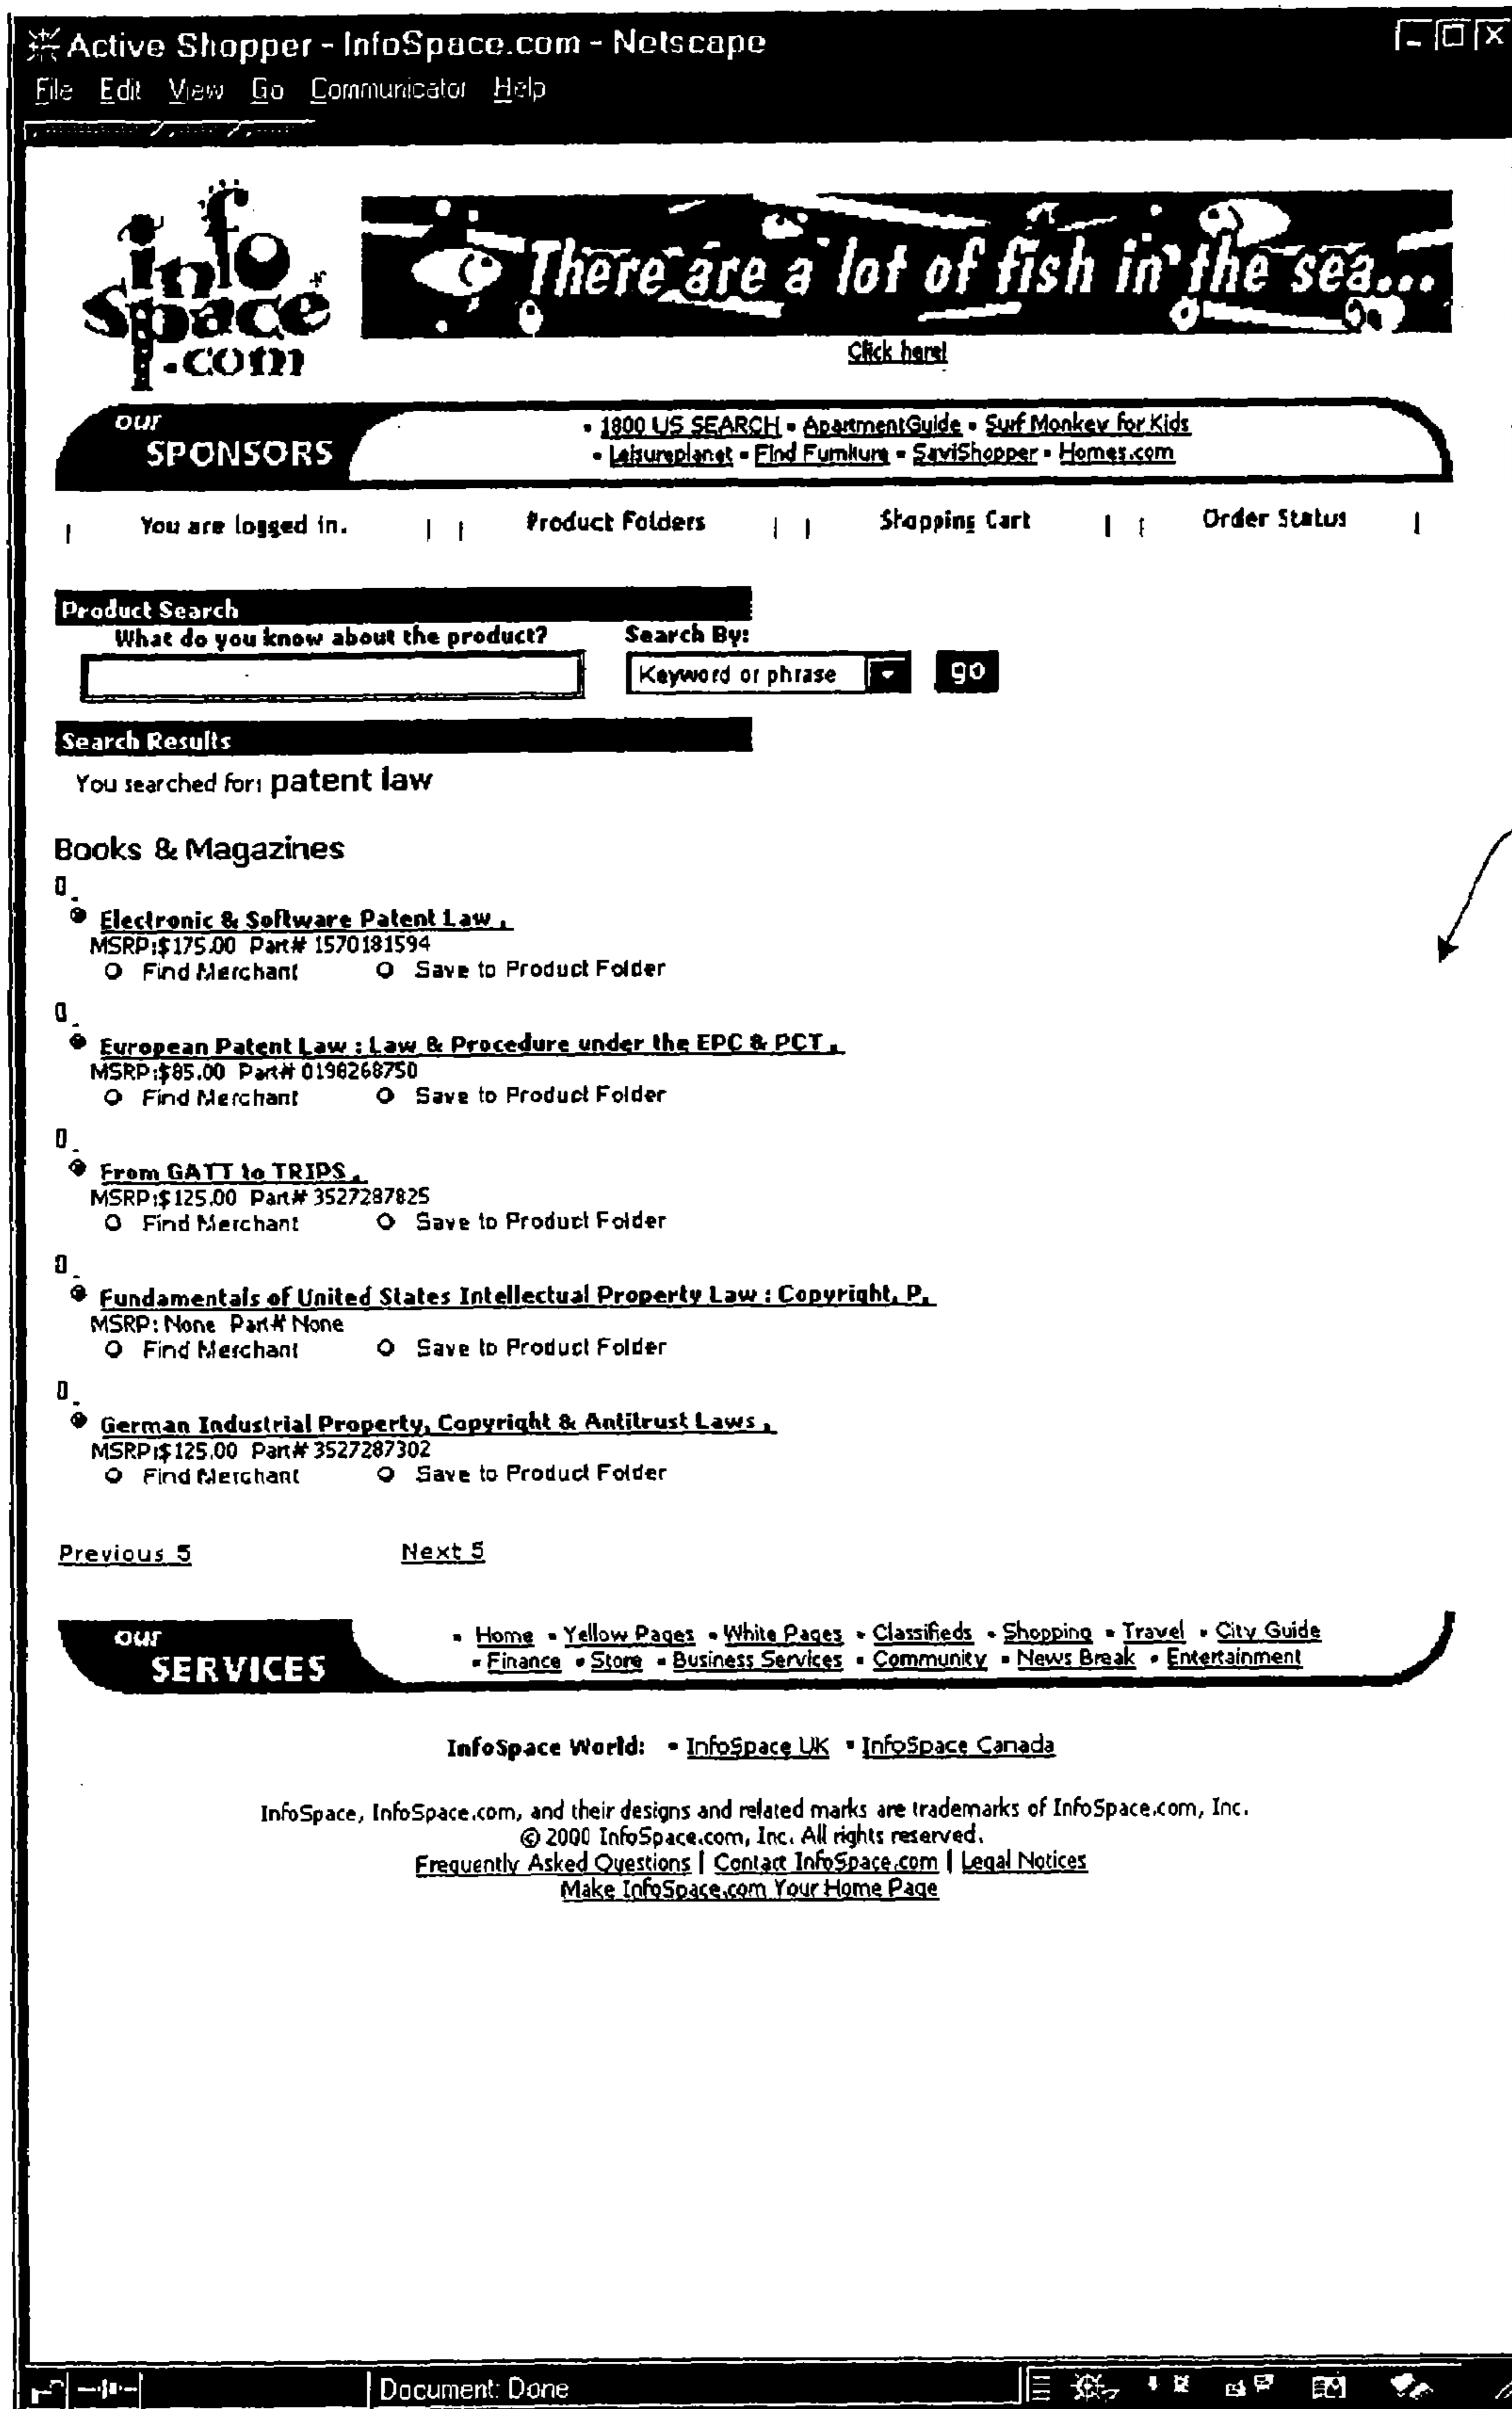 Active Shopper - InfoSpace.com - Netscape
File Edit View Go Communicator Help
info
space
.com
There are a lot of fish in the sea...
Click here!
our
SPONSORS
▪ 1800 US SEARCH ▪ ApartmentGuide ▪ Surf Monkey for Kids
▪ Leisureplanet ▪ Find Furniture ▪ SaviShopper ▪ Homes.com
| You are logged in. | | Product Folders | | Shopping Cart | | Order Status |
Product Search
What do you know about the product? Search By:
Keyword or phrase go
Search Results
You searched for: patent law
Books & Magazines
Electronic & Software Patent Law .
MSRP:$175.00 Part# 1570181594
Find Merchant Save to Product Folder
European Patent Law : Law & Procedure under the EPC & PCT .
MSRP:$85.00 Part# 0198268750
Find Merchant Save to Product Folder
From GATT to TRIPS .
MSRP:$125.00 Part# 3527287825
Find Merchant Save to Product Folder
Fundamentals of United States Intellectual Property Law : Copyright, P.
MSRP: None Part# None
Find Merchant Save to Product Folder
German Industrial Property, Copyright & Antitrust Laws .
MSRP:$125.00 Part# 3527287302
Find Merchant Save to Product Folder
Previous 5 Next 5
our
SERVICES
▪ Home ▪ Yellow Pages ▪ White Pages ▪ Classifieds ▪ Shopping ▪ Travel ▪ City Guide
▪ Finance ▪ Store ▪ Business Services ▪ Community ▪ News Break ▪ Entertainment
InfoSpace World: ▪ InfoSpace UK ▪ InfoSpace Canada
InfoSpace, InfoSpace.com, and their designs and related marks are trademarks of InfoSpace.com, Inc.
© 2000 InfoSpace.com, Inc. All rights reserved.
Frequently Asked Questions | Contact InfoSpace.com | Legal Notices
Make InfoSpace.com Your Home Page
Document: Done